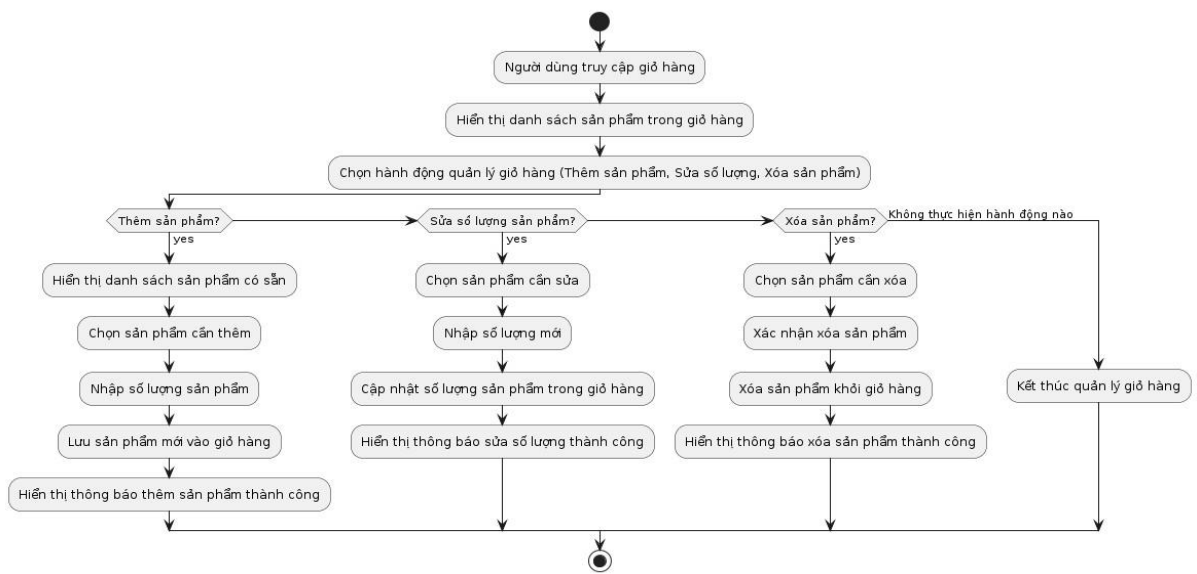 Người dùng truy cập giỏ hàng
Hiển thị danh sách sản phẩm trong giỏ hàng
Chọn hành động quản lý giỏ hàng (Thêm sản phẩm, Sửa số lượng, Xóa sản phẩm)
Thêm sản phẩm?
yes
Hiển thị danh sách sản phẩm có sẵn
Chọn sản phẩm cần thêm
Nhập số lượng sản phẩm
Lưu sản phẩm mới vào giỏ hàng
Hiển thị thông báo thêm sản phẩm thành công
Sửa số lượng sản phẩm?
yes
Chọn sản phẩm cần sửa
Nhập số lượng mới
Cập nhật số lượng sản phẩm trong giỏ hàng
Hiển thị thông báo sửa số lượng thành công
Xóa sản phẩm?
yes
Chọn sản phẩm cần xóa
Xác nhận xóa sản phẩm
Xóa sản phẩm khỏi giỏ hàng
Hiển thị thông báo xóa sản phẩm thành công
Không thực hiện hành động nào
Kết thúc quản lý giỏ hàng